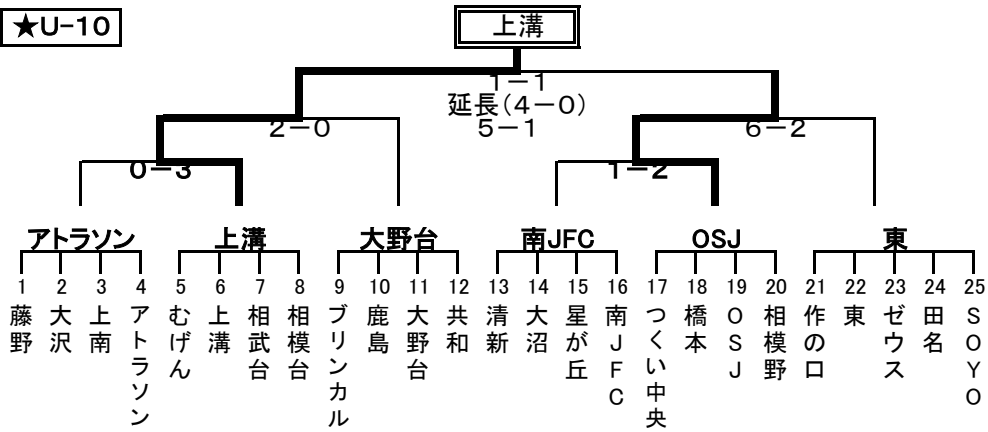 ★U-10
上溝
1－1
延長(4－0)
5－1
2－0
6－2
0－3
1－2
アトラソン
上溝
大野台
南JFC
OSJ
東
1 藤野
2 大沢
3 上南
4 アトラソン
5 むげん
6 上溝
7 相武台
8 相模台
9 ブリンカル
10 鹿島
11 大野台
12 共和
13 清新
14 大沼
15 星が丘
16 南JFC
17 つくい中央
18 橋本
19 OSJ
20 相模野
21 作の口
22 東
23 ゼウス
24 田名
25 SOYO